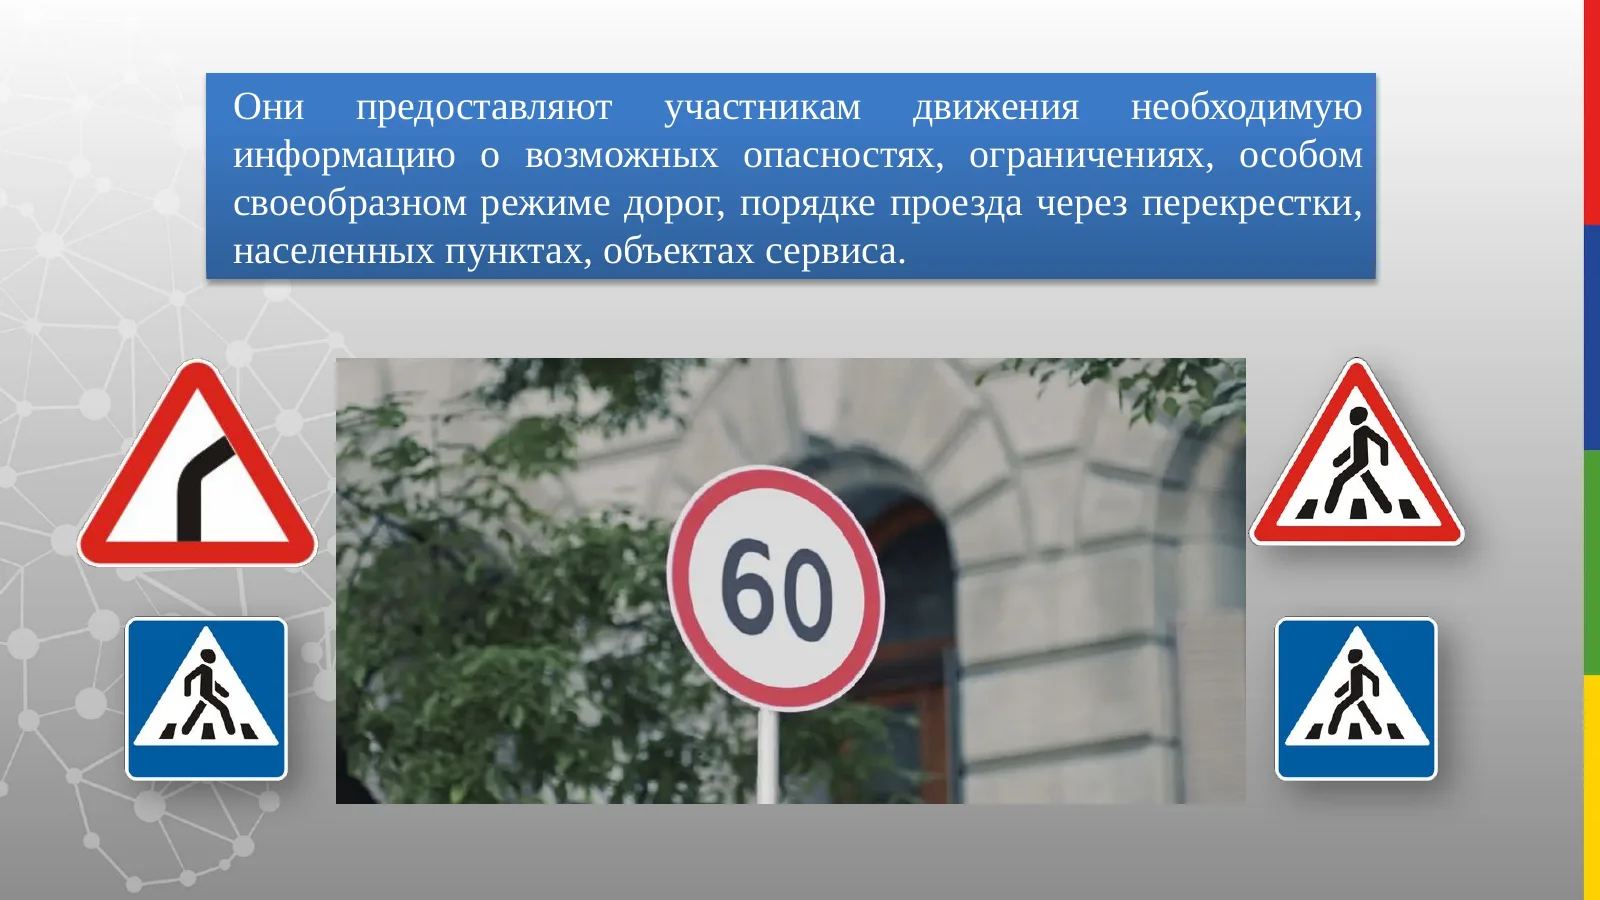 Они предоставляют участникам движения необходимую
информацию о возможных опасностях, ограничениях, особом
своеобразном режиме дорог, порядке проезда через перекрестки,
населенных пунктах, объектах сервиса.
60